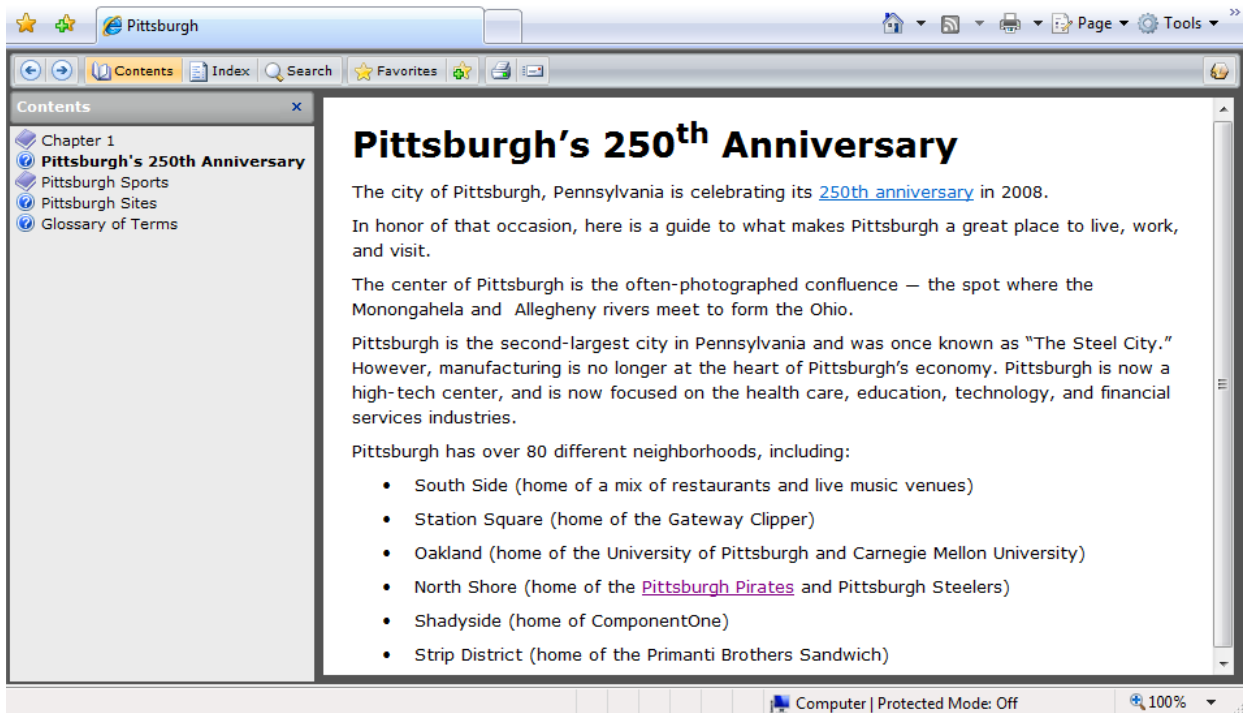 Pittsburgh
Page
Tools
Contents Index Search Favorites
Contents
Chapter 1
Pittsburgh's 250th Anniversary
Pittsburgh Sports
Pittsburgh Sites
Glossary of Terms
Pittsburgh’s 250th Anniversary
The city of Pittsburgh, Pennsylvania is celebrating its 250th anniversary in 2008.
In honor of that occasion, here is a guide to what makes Pittsburgh a great place to live, work,
and visit.
The center of Pittsburgh is the often-photographed confluence — the spot where the
Monongahela and  Allegheny rivers meet to form the Ohio.
Pittsburgh is the second-largest city in Pennsylvania and was once known as “The Steel City.”
However, manufacturing is no longer at the heart of Pittsburgh’s economy. Pittsburgh is now a
high-tech center, and is now focused on the health care, education, technology, and financial
services industries.
Pittsburgh has over 80 different neighborhoods, including:
• South Side (home of a mix of restaurants and live music venues)
• Station Square (home of the Gateway Clipper)
• Oakland (home of the University of Pittsburgh and Carnegie Mellon University)
• North Shore (home of the Pittsburgh Pirates and Pittsburgh Steelers)
• Shadyside (home of ComponentOne)
• Strip District (home of the Primanti Brothers Sandwich)
Computer | Protected Mode: Off
100%